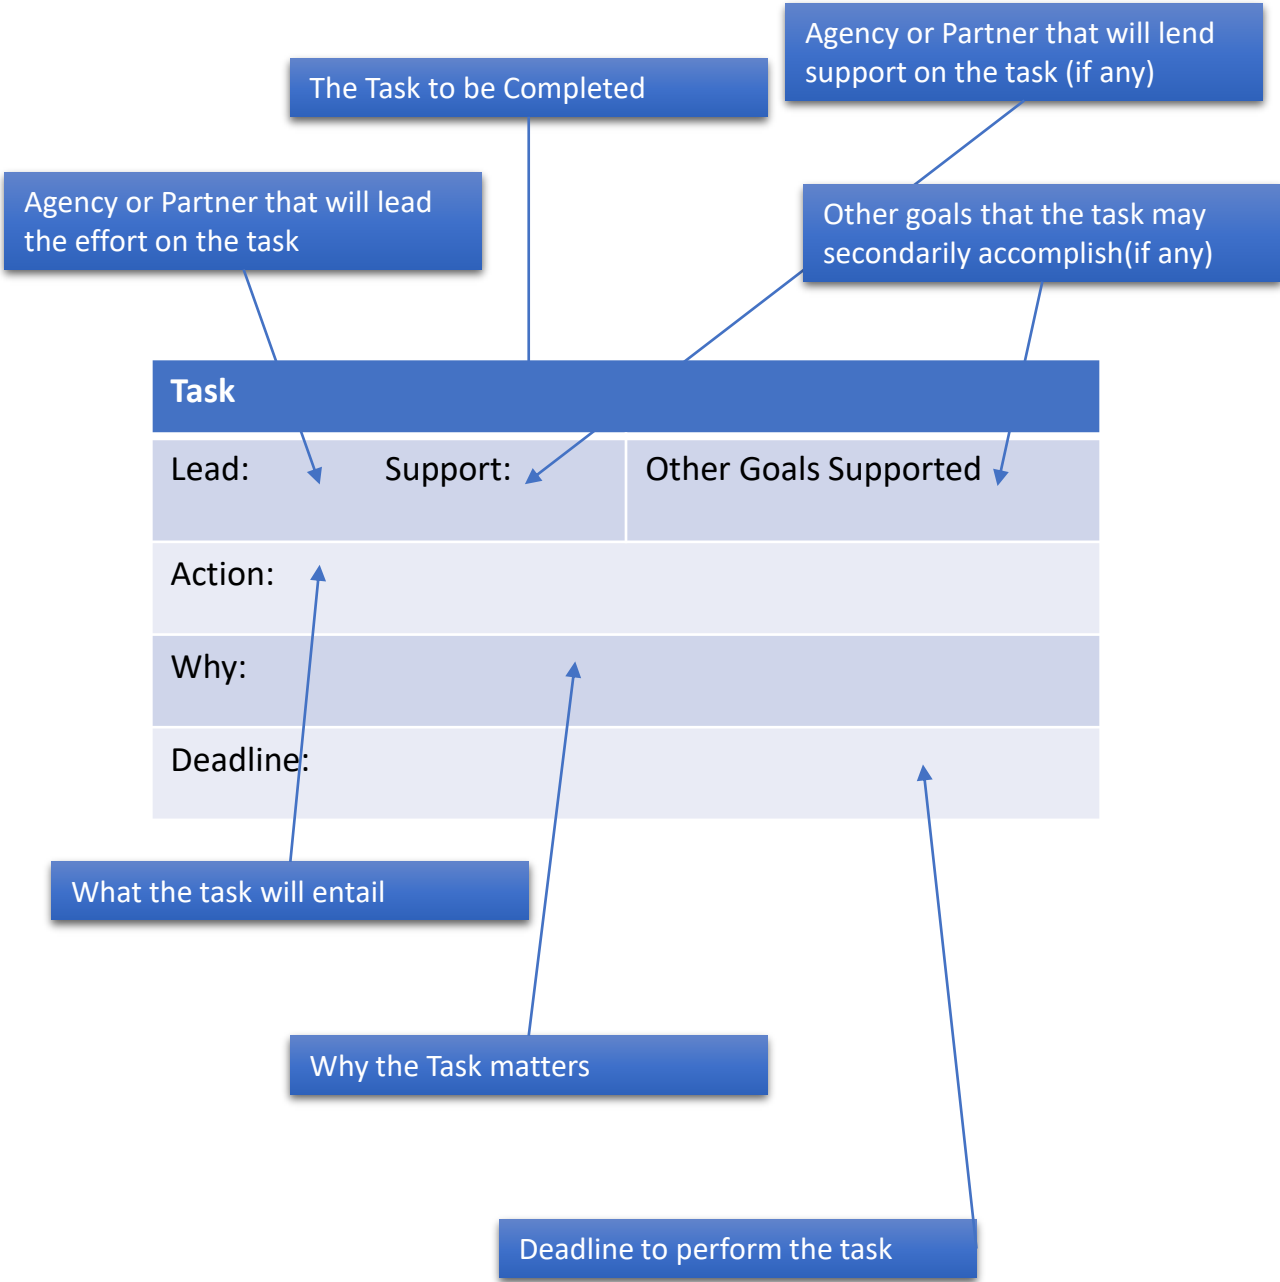 Agency or Partner that will lend
support on the task (if any)
The Task to be Completed
Agency or Partner that will lead
the effort on the task
Other goals that the task may
secondarily accomplish(if any)
Task
Lead: Support: Other Goals Supported
Action:
Why:
Deadline:
What the task will entail
Why the Task matters
Deadline to perform the task